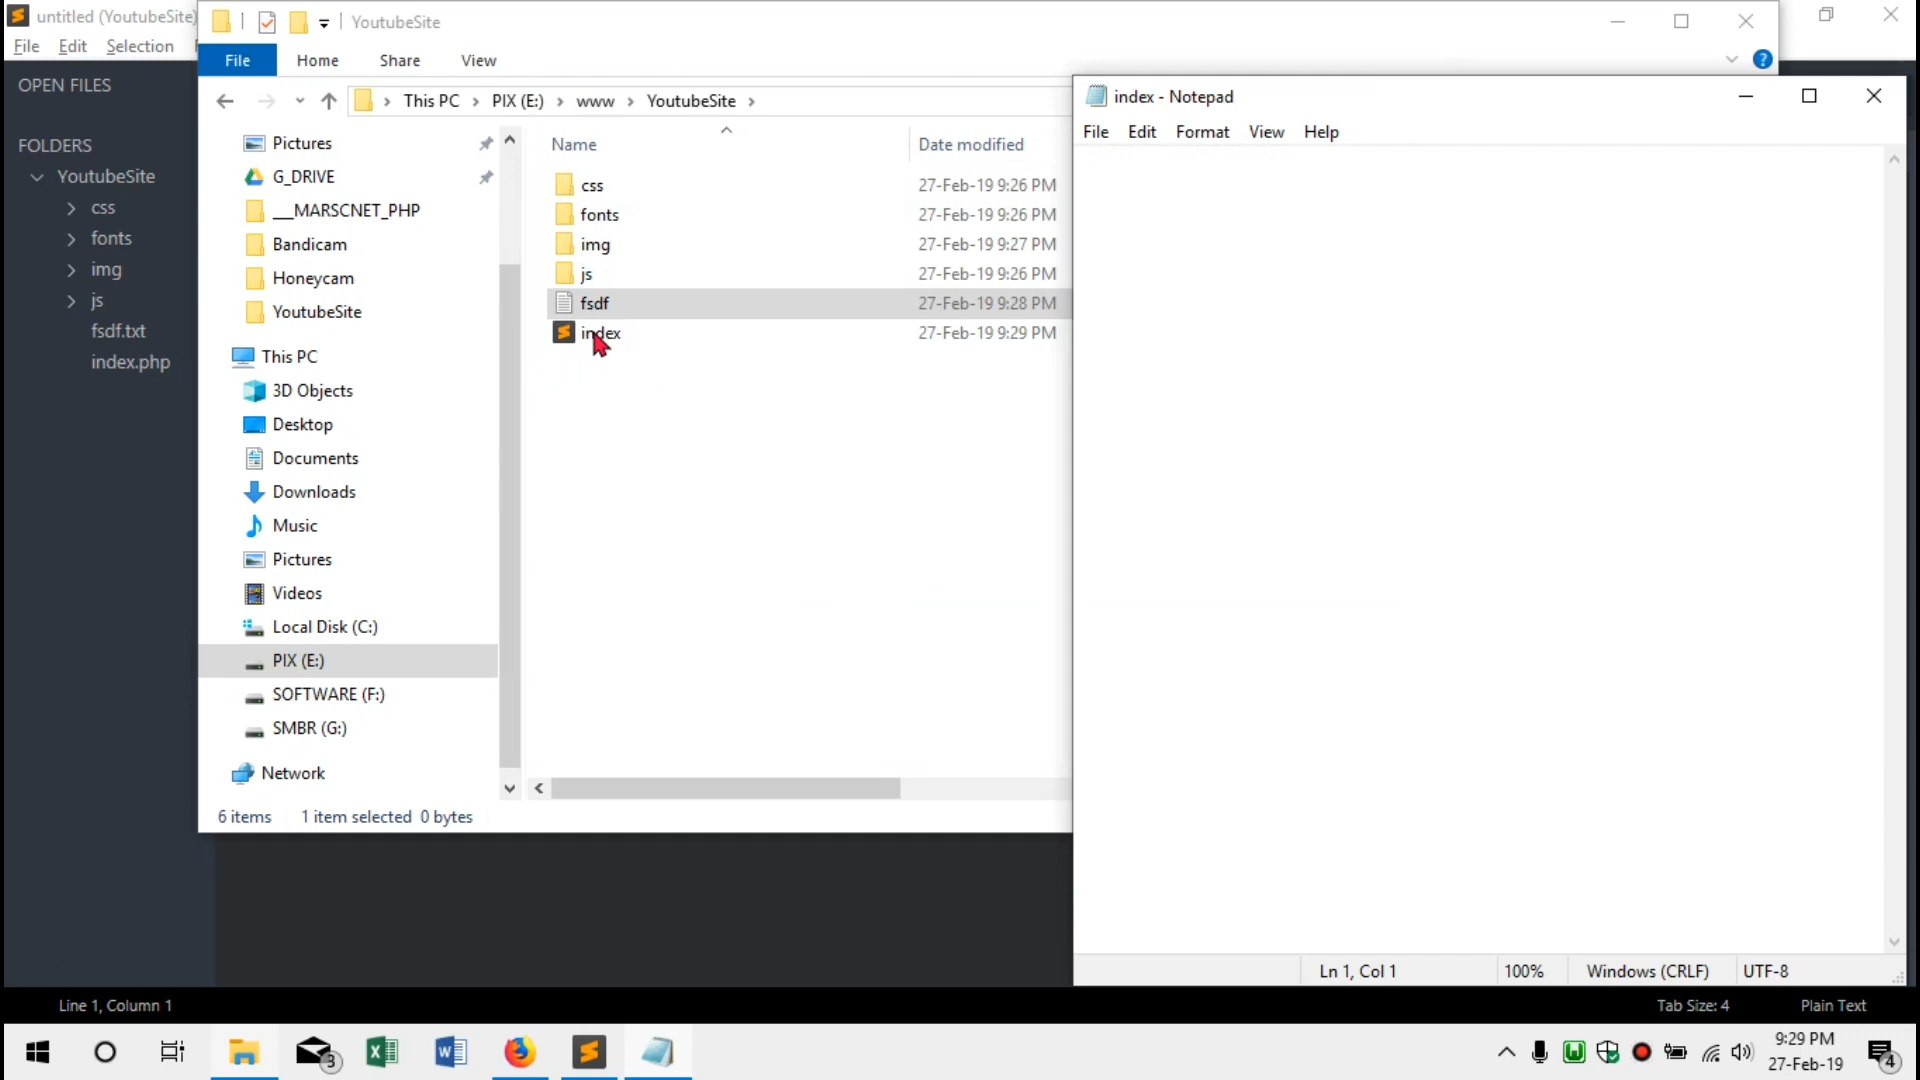 untitled (YoutubeSite)
File Edit Selection
OPEN FILES
FOLDERS
YoutubeSite
css
fonts
img
js
fsdf.txt
index.php
YoutubeSite
File Home Share View
This PC PIX (E:) www YoutubeSite
Pictures
G_DRIVE
___MARSCNET_PHP
Bandicam
Honeycam
YoutubeSite
This PC
3D Objects
Desktop
Documents
Downloads
Music
Pictures
Videos
Local Disk (C:)
PIX (E:)
SOFTWARE (F:)
SMBR (G:)
Network
Name Date modified
css 27-Feb-19 9:26 PM
fonts 27-Feb-19 9:26 PM
img 27-Feb-19 9:27 PM
js 27-Feb-19 9:26 PM
fsdf 27-Feb-19 9:28 PM
index 27-Feb-19 9:29 PM
6 items 1 item selected 0 bytes
index - Notepad
File Edit Format View Help
Ln 1, Col 1 100% Windows (CRLF) UTF-8
Line 1, Column 1 Tab Size: 4 Plain Text
3
9:29 PM
27-Feb-19
4